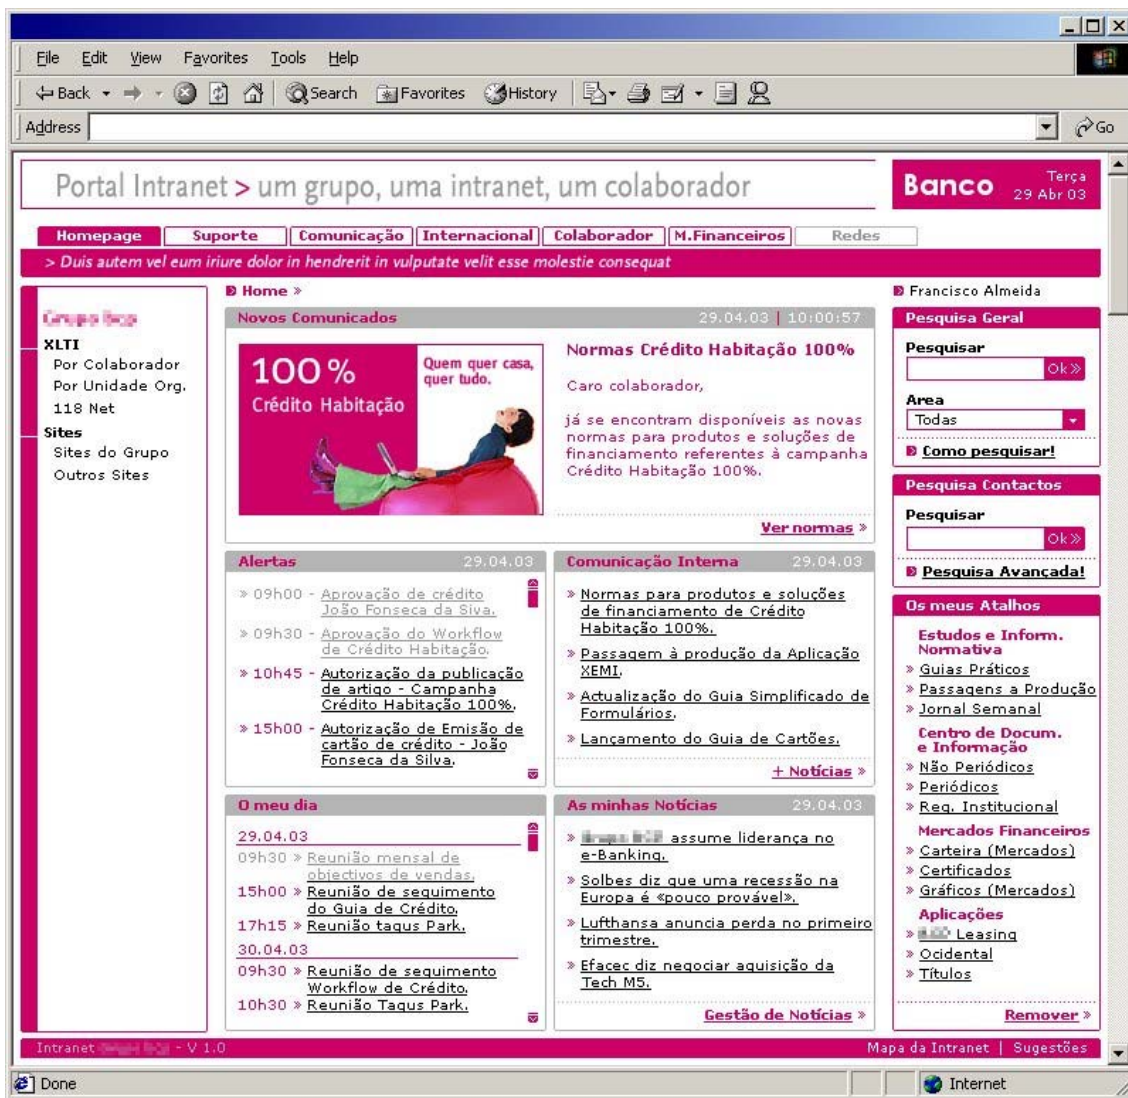 File Edit View Favorites Tools Help
Back Search Favorites History
Address Go
Portal Intranet > um grupo, uma intranet, um colaborador
Banco
Terça
29 Abr 03
Homepage Suporte Comunicação Internacional Colaborador M.Financeiros Redes
> Duis autem vel eum iriure dolor in hendrerit in vulputate velit esse molestie consequat
XLTI
Por Colaborador
Por Unidade Org.
118 Net
Sites
Sites do Grupo
Outros Sites
Home »
Novos Comunicados 29.04.03 | 10:00:57
100%
Crédito Habitação
Quem quer casa,
quer tudo.
Normas Crédito Habitação 100%
Caro colaborador,
já se encontram disponíveis as novas
normas para produtos e soluções de
financiamento referentes à campanha
Crédito Habitação 100%.
Ver normas »
Alertas 29.04.03
» 09h00 - Aprovação de crédito
João Fonseca da Siva.
» 09h30 - Aprovação do Workflow
de Crédito Habitação.
» 10h45 - Autorização da publicação
de artigo - Campanha
Crédito Habitação 100%.
» 15h00 - Autorização de Emisão de
cartão de crédito - João
Fonseca da Silva.
Comunicação Interna 29.04.03
» Normas para produtos e soluções
de financiamento de Crédito
Habitação 100%.
» Passagem à produção da Aplicação
XEMI.
» Actualização do Guia Simplificado de
Formulários.
» Lançamento do Guia de Cartões.
+ Notícias »
O meu dia
29.04.03
09h30 » Reunião mensal de
objectivos de vendas.
15h00 » Reunião de seguimento
do Guia de Crédito.
17h15 » Reunião tagus Park.
30.04.03
09h30 » Reunião de seguimento
Workflow de Crédito.
10h30 » Reunião Tagus Park.
As minhas Notícias 29.04.03
» assume liderança no
e-Banking.
» Solbes diz que uma recessão na
Europa é «pouco provável».
» Lufthansa anuncia perda no primeiro
trimestre.
» Efacec diz negociar aquisição da
Tech M5.
Gestão de Notícias »
Francisco Almeida
Pesquisa Geral
Pesquisar
Ok »
Area
Todas
Como pesquisar!
Pesquisa Contactos
Pesquisar
Ok »
Pesquisa Avançada!
Os meus Atalhos
Estudos e Inform.
Normativa
» Guias Práticos
» Passagens a Produção
» Jornal Semanal
Centro de Docum.
e Informação
» Não Periódicos
» Periódicos
» Reg. Institucional
Mercados Financeiros
» Carteira (Mercados)
» Certificados
» Gráficos (Mercados)
Aplicações
» Leasing
» Ocidental
» Títulos
Remover »
Intranet - V 1.0 Mapa da Intranet | Sugestões
Done Internet